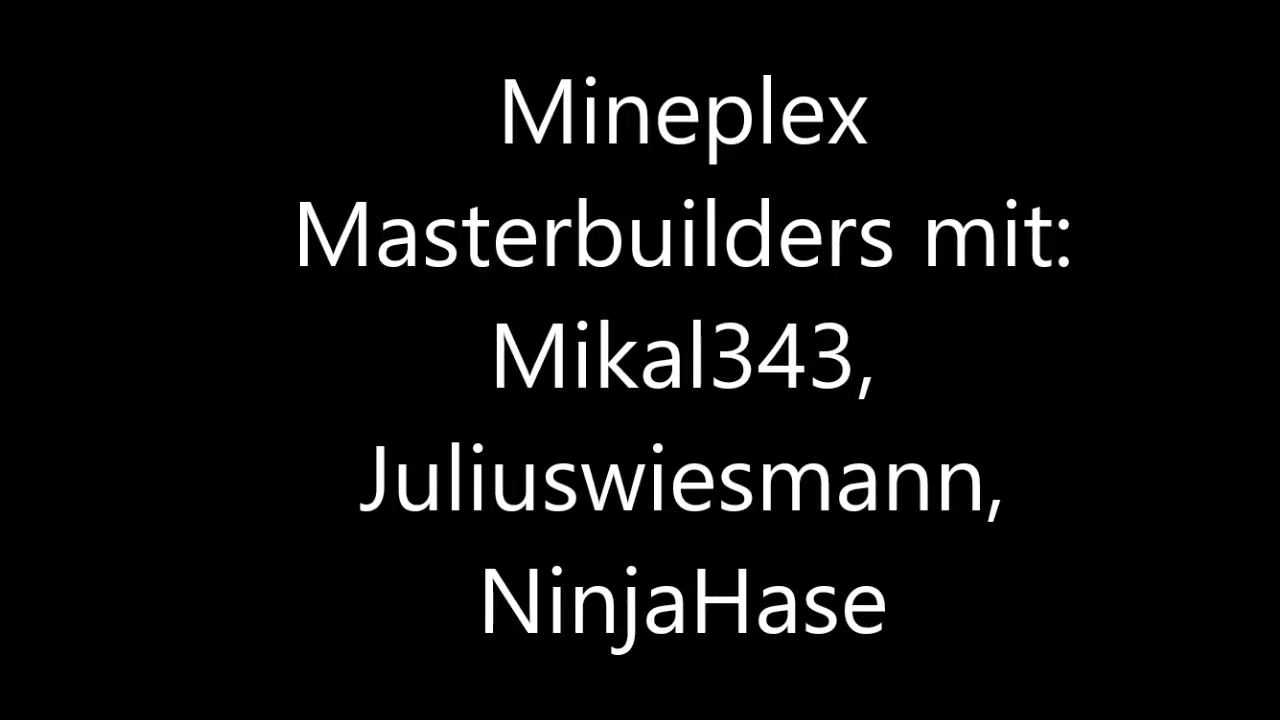 Mineplex
Masterbuilders mit:
Mikal343,
Juliuswiesmann,
NinjaHase